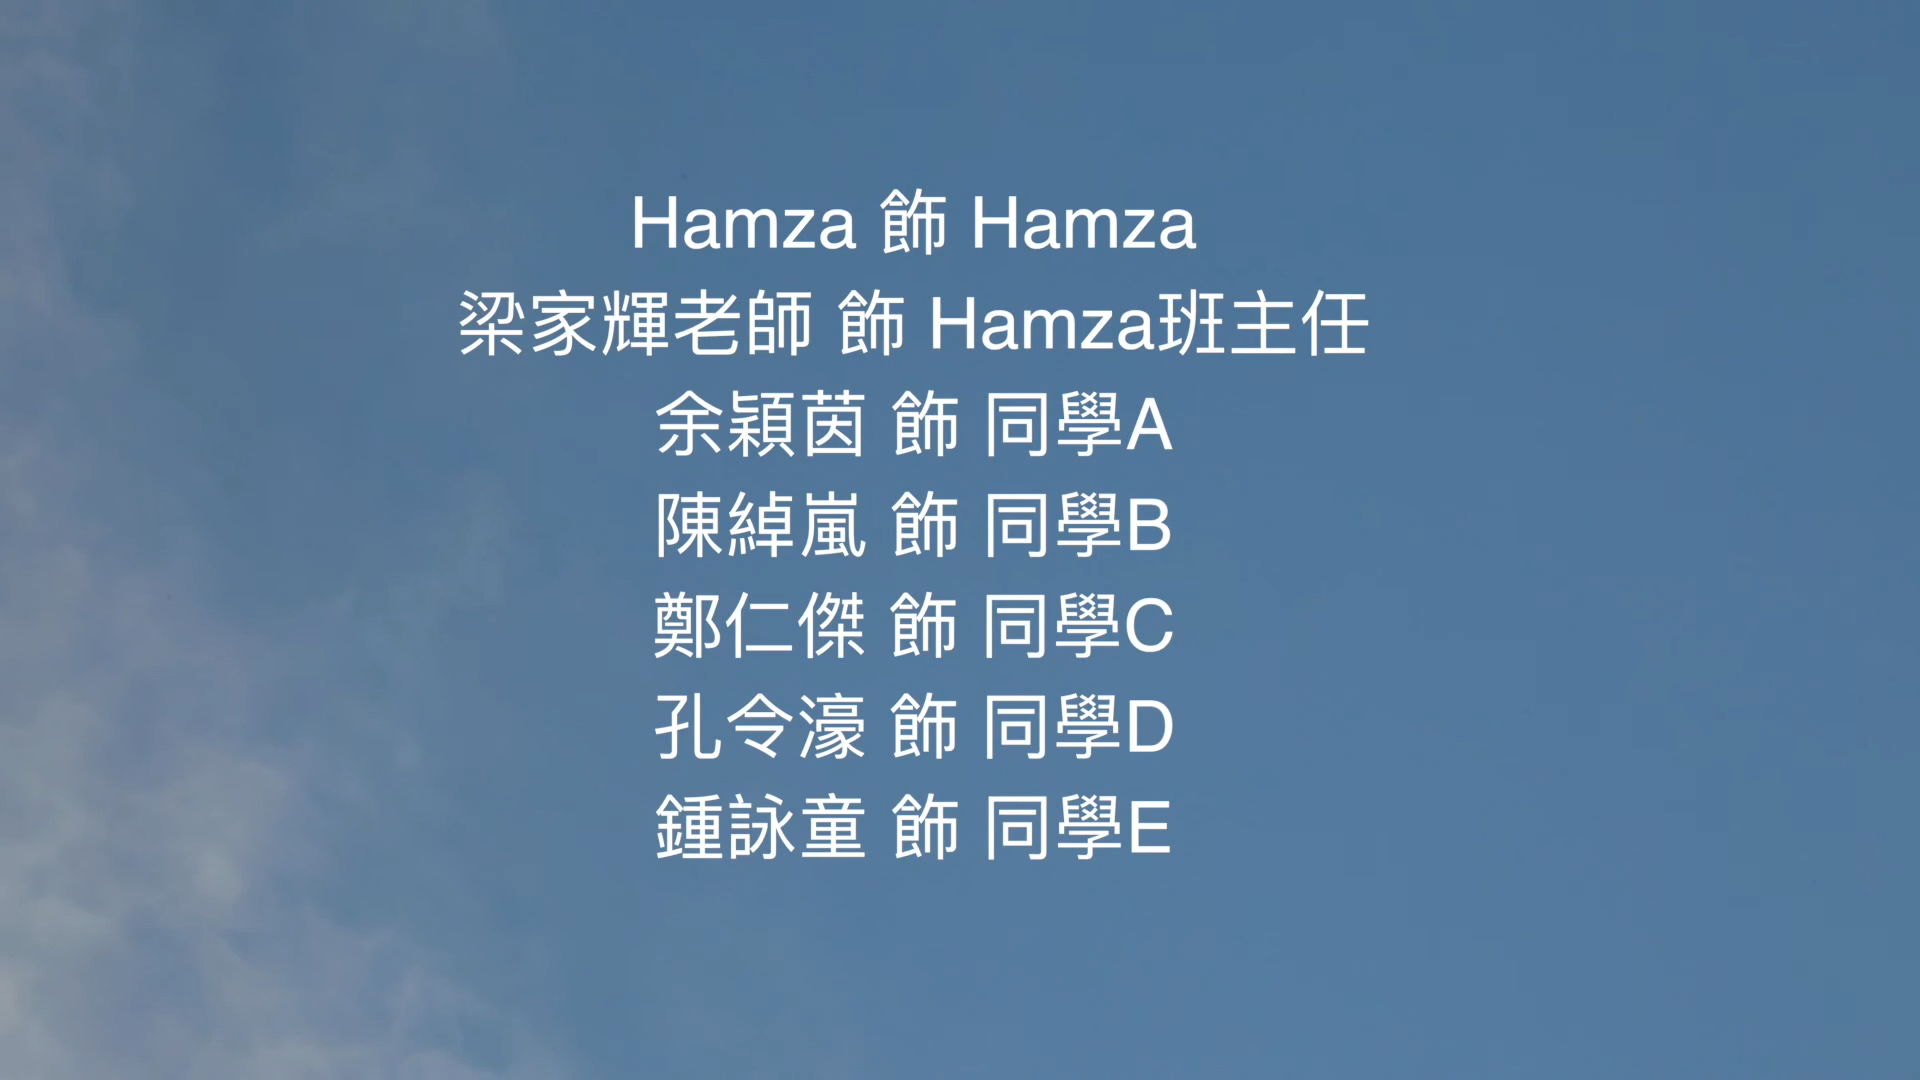 Hamza 飾 Hamza
梁家輝老師 飾 Hamza班主任
余穎茵 飾 同學A
陳綽嵐 飾 同學B
鄭仁傑 飾 同學C
孔令濠 飾 同學D
鍾詠童 飾 同學E